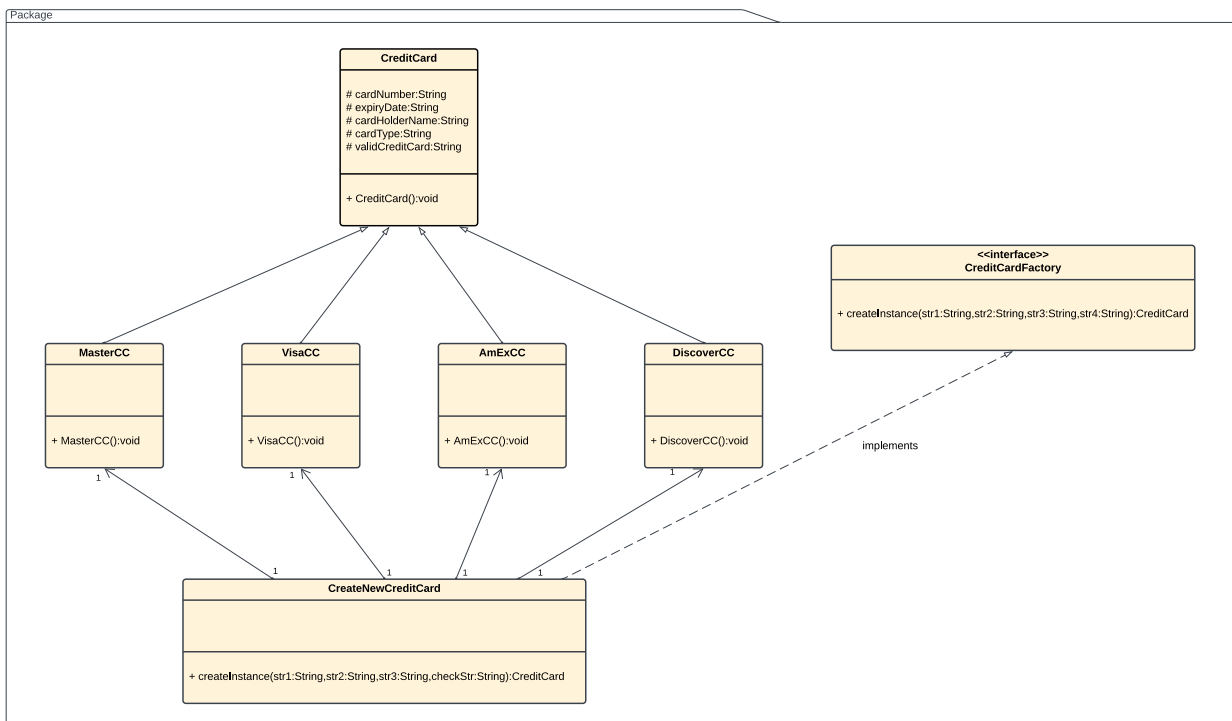 Package
CreditCard
# cardNumber:String
# expiryDate:String
# cardHolderName:String
# cardType:String
# validCreditCard:String
+ CreditCard():void
<<interface>>
CreditCardFactory
+ createInstance(str1:String,str2:String,str3:String,str4:String):CreditCard
MasterCC
+ MasterCC():void
VisaCC
+ VisaCC():void
AmExCC
+ AmExCC():void
DiscoverCC
+ DiscoverCC():void
implements
1
1
1
1
1
1
1
1
CreateNewCreditCard
+ createInstance(str1:String,str2:String,str3:String,checkStr:String):CreditCard